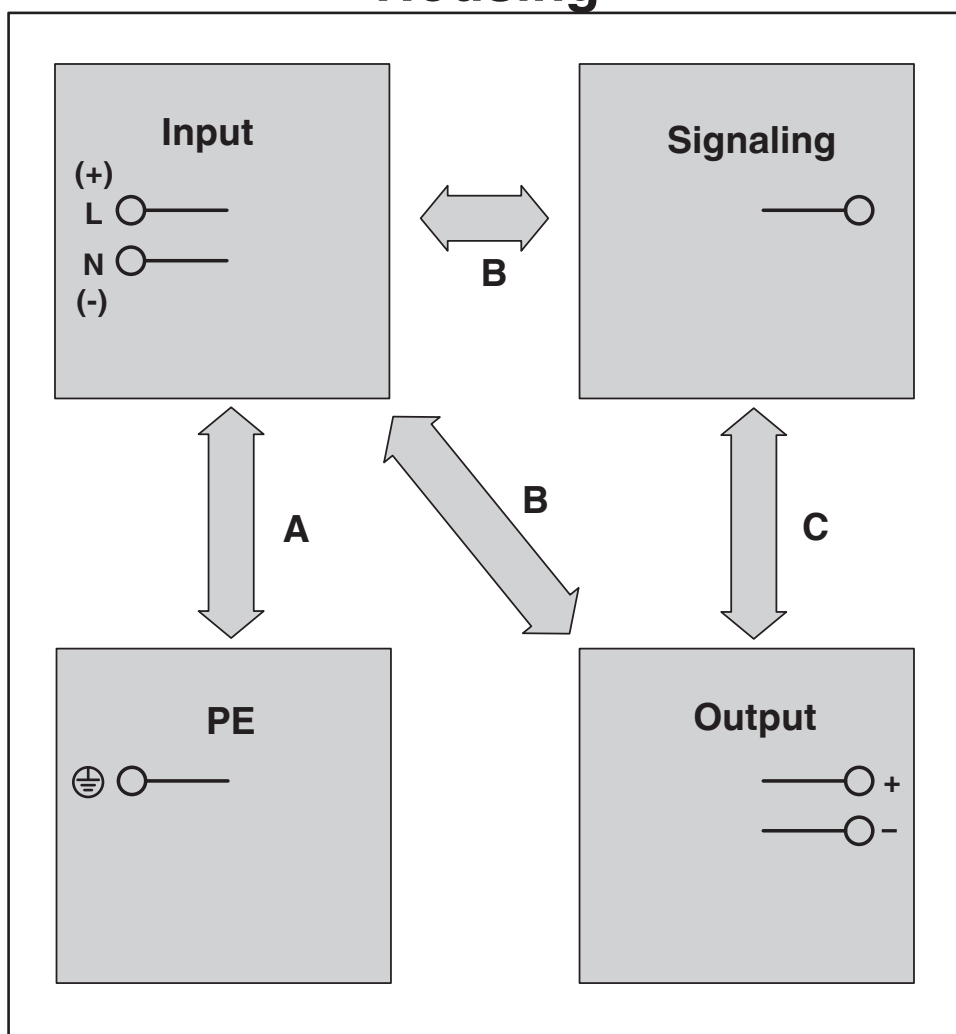 Housing
Input
(+)
L
N
(-)
Signaling
B
A
B
C
PE
Output
+
–